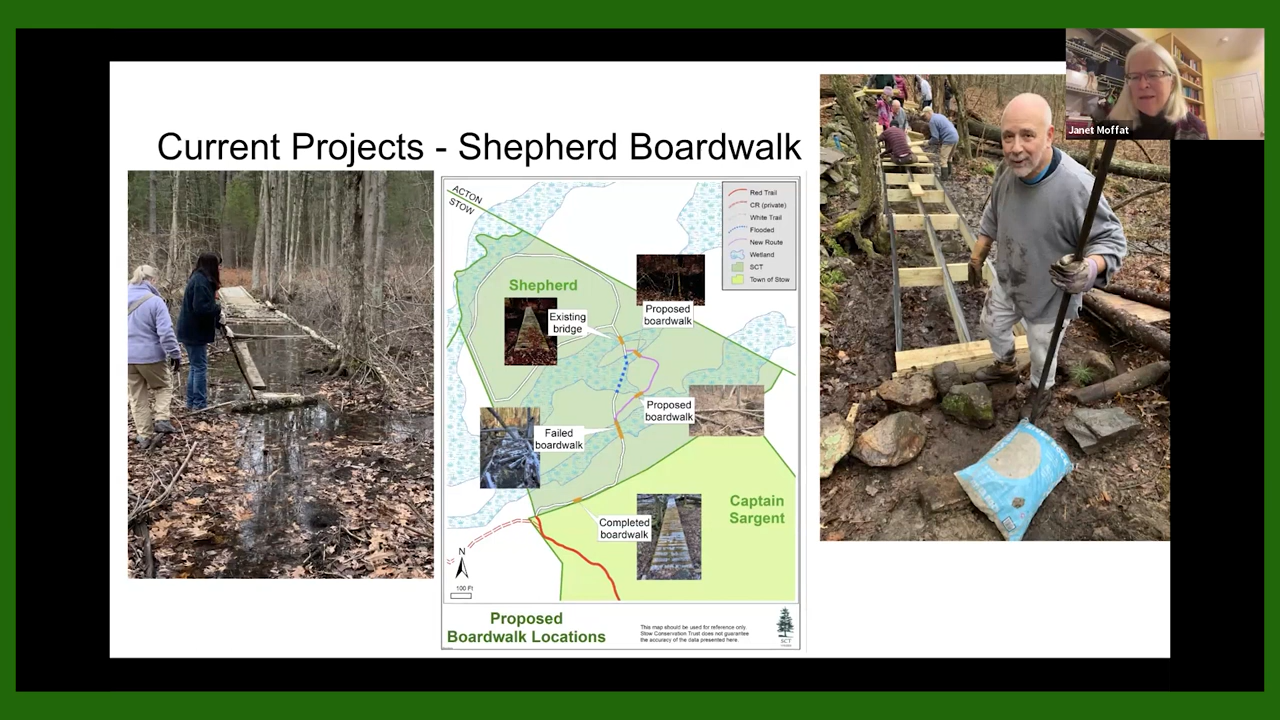 Current Projects - Shepherd Boardwalk
Janet Moffat
ACTON
STOW
Red Trail
CR (private)
White Trail
Flooded
New Route
Wetland
SCT
Town of Stow
Shepherd
Existing
bridge
Proposed
boardwalk
Proposed
boardwalk
Failed
boardwalk
Captain
Sargent
Completed
boardwalk
N
100 Ft
Proposed
Boardwalk Locations
This map should be used for reference only.
Stow Conservation Trust does not guarantee
the accuracy of the data presented here.
SCT